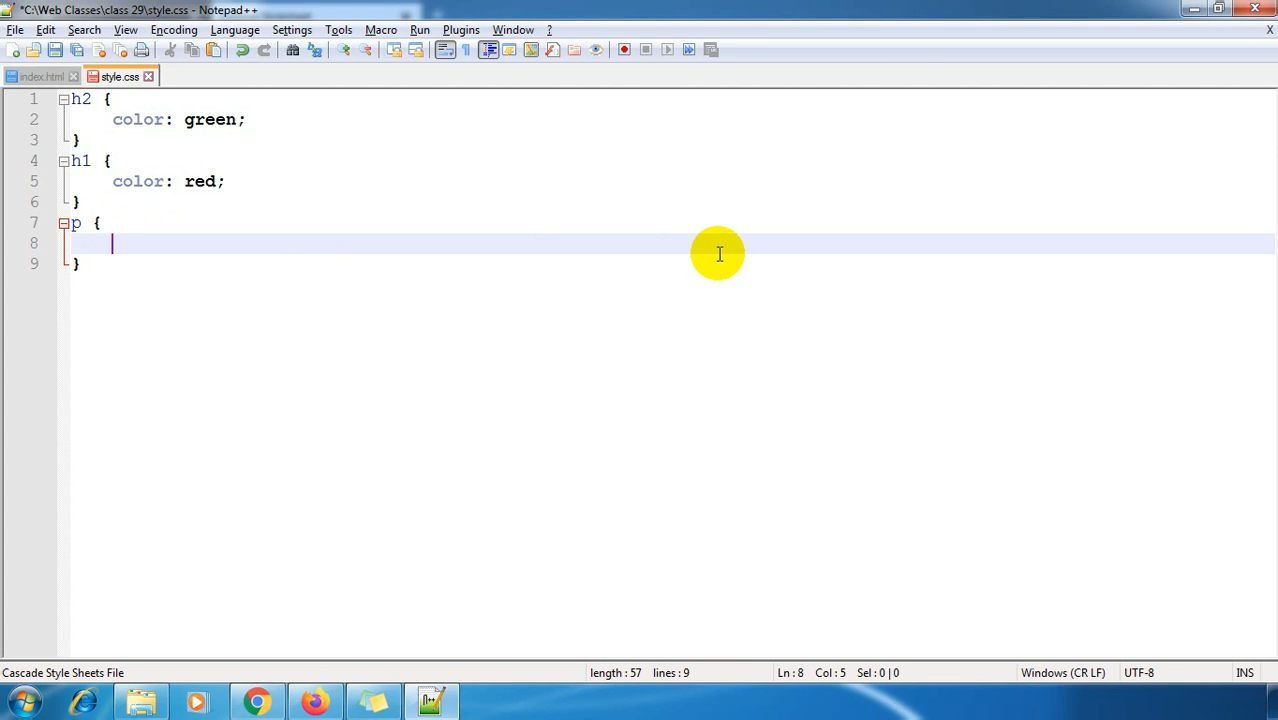 *C:\Web Classes\class 29\style.css - Notepad++
File Edit Search View Encoding Language Settings Tools Macro Run Plugins Window ? X
index.html style.css
1 h2 {
2 color: green;
3 }
4 h1 {
5 color: red;
6 }
7 p {
8
9 }
Cascade Style Sheets File length : 57 lines : 9 Ln : 8 Col : 5 Sel : 0 | 0 Windows (CR LF) UTF-8 INS